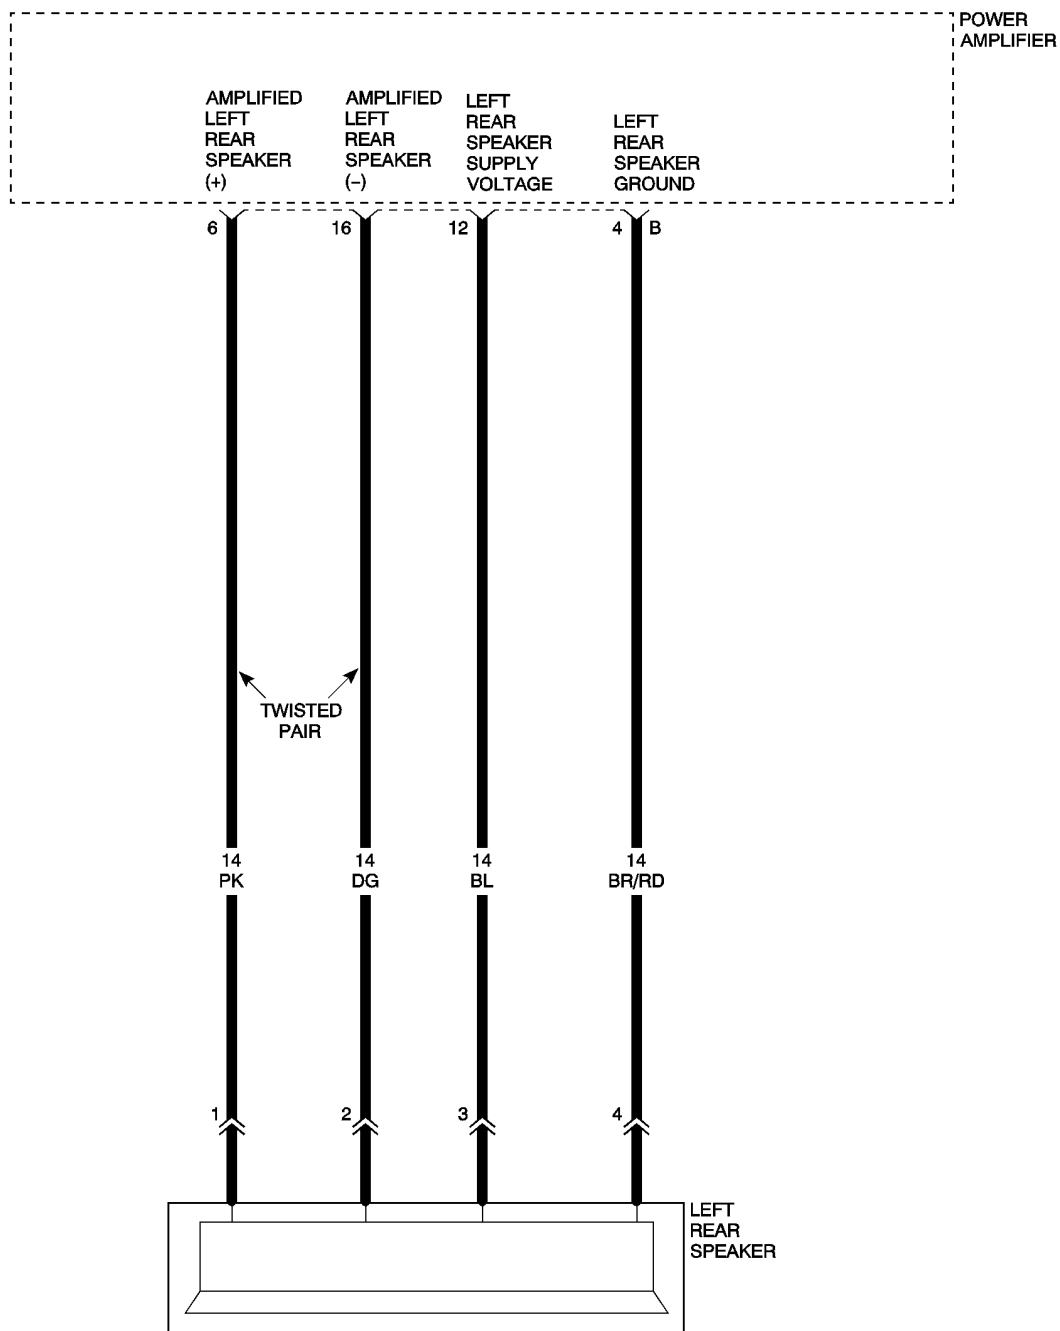 POWER
AMPLIFIER
AMPLIFIED
LEFT
REAR
SPEAKER
(+)
AMPLIFIED
LEFT
REAR
SPEAKER
(–)
LEFT
REAR
SPEAKER
SUPPLY
VOLTAGE
LEFT
REAR
SPEAKER
GROUND
6
16
12
4
B
TWISTED
PAIR
14
PK
14
DG
14
BL
14
BR/RD
1
2
3
4
LEFT
REAR
SPEAKER